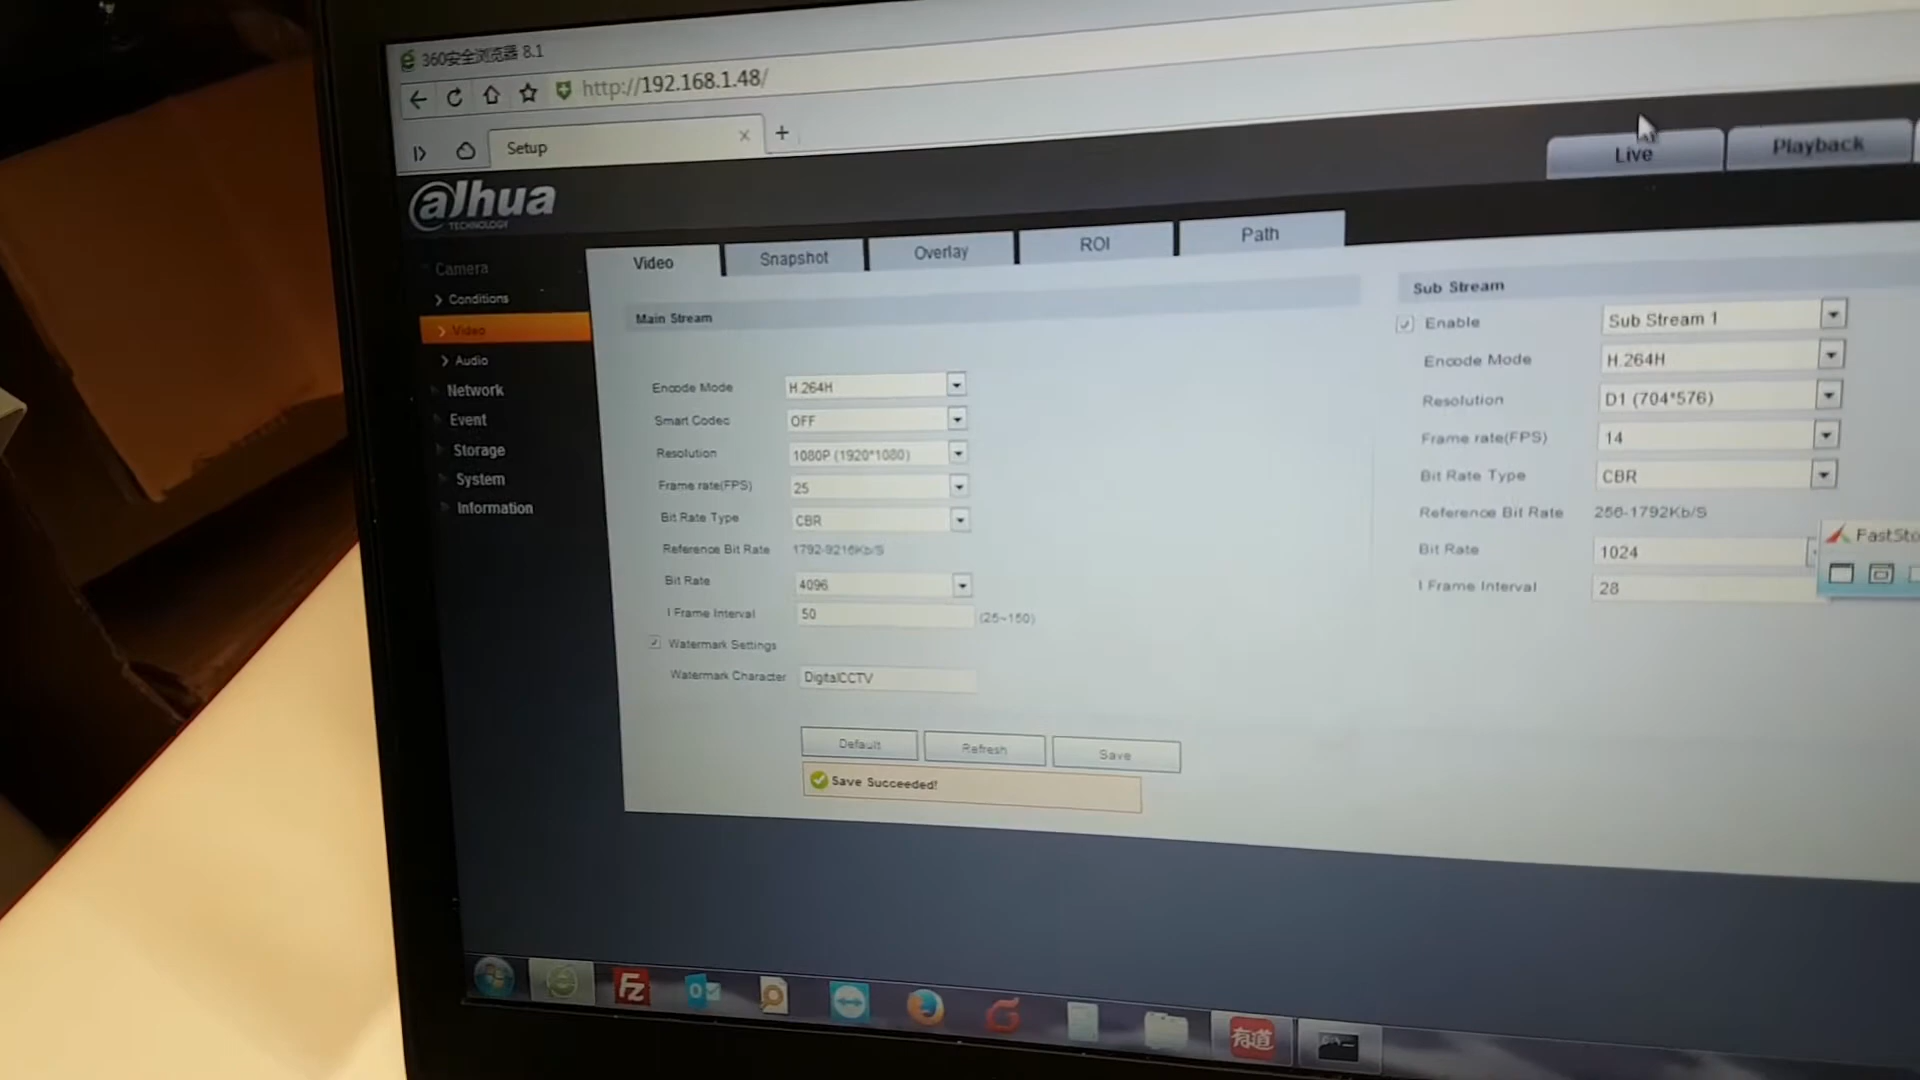 360安全浏览器 8.1
http://192.168.1.48/
Setup
Live
Playback
alhua
TECHNOLOGY
Camera
Conditions
Video
Audio
Network
Event
Storage
System
Information
Video
Snapshot
Overlay
ROI
Path
Main Stream
Encode Mode H.264H
Smart Codec OFF
Resolution 1080P (1920*1080)
Frame rate(FPS) 25
Bit Rate Type CBR
Reference Bit Rate 1792-9216Kb/S
Bit Rate 4096
I Frame Interval 50 (25~150)
Watermark Settings
Watermark Character DigitalCCTV
Default
Refresh
Save
Save Succeeded!
Sub Stream
Enable Sub Stream 1
Encode Mode H.264H
Resolution D1 (704*576)
Frame rate(FPS) 14
Bit Rate Type CBR
Reference Bit Rate 256-1792Kb/S
Bit Rate 1024
I Frame Interval 28
FastSto
FZ
有道